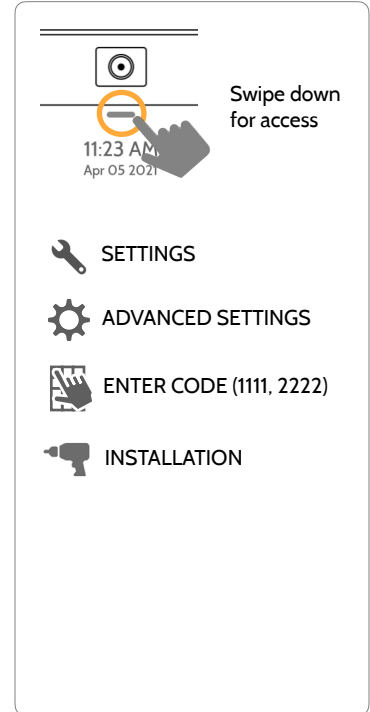 Swipe down
for access
11:23 AM
Apr 05 2021
SETTINGS
ADVANCED SETTINGS
ENTER CODE (1111, 2222)
INSTALLATION